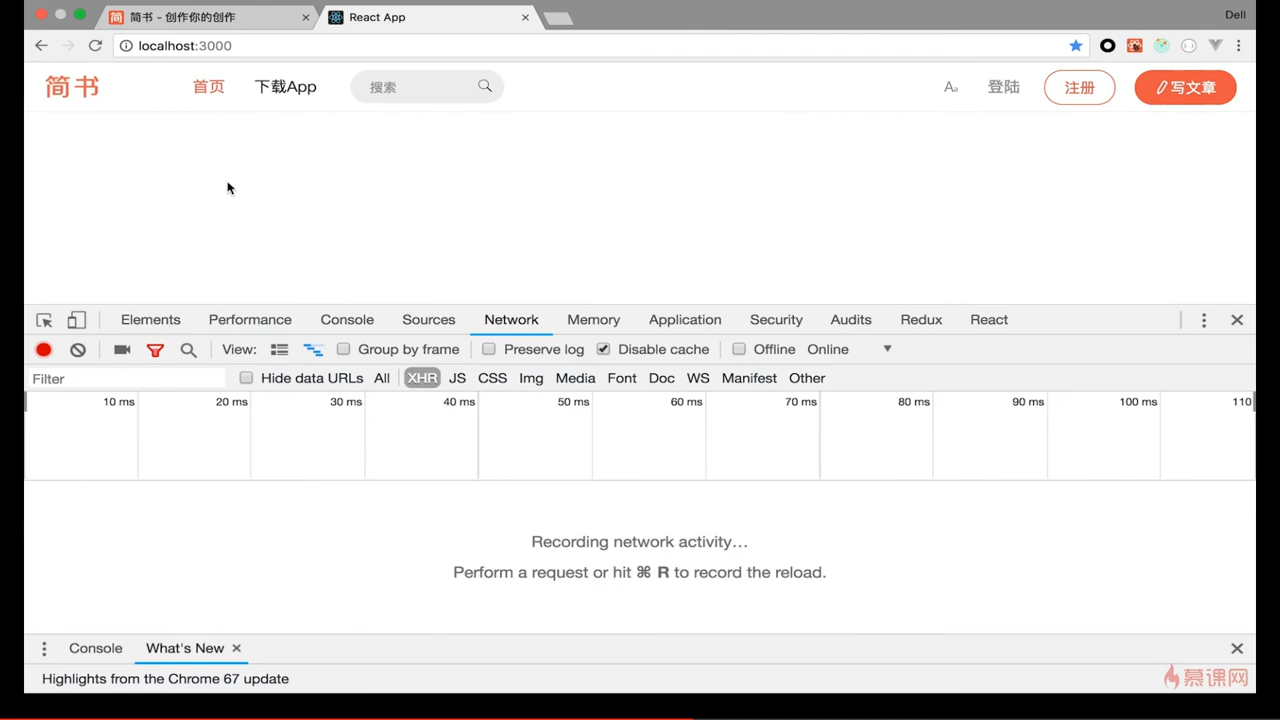 简书 - 创作你的创作 × React App × Dell
localhost:3000
简书 首页 下载App 搜索 Aa 登陆 注册 写文章
Elements Performance Console Sources Network Memory Application Security Audits Redux React
View: Group by frame Preserve log Disable cache Offline Online
Filter Hide data URLs All XHR JS CSS Img Media Font Doc WS Manifest Other
10 ms 20 ms 30 ms 40 ms 50 ms 60 ms 70 ms 80 ms 90 ms 100 ms 110
Recording network activity…
Perform a request or hit ⌘ R to record the reload.
Console What's New ×
Highlights from the Chrome 67 update
慕课网